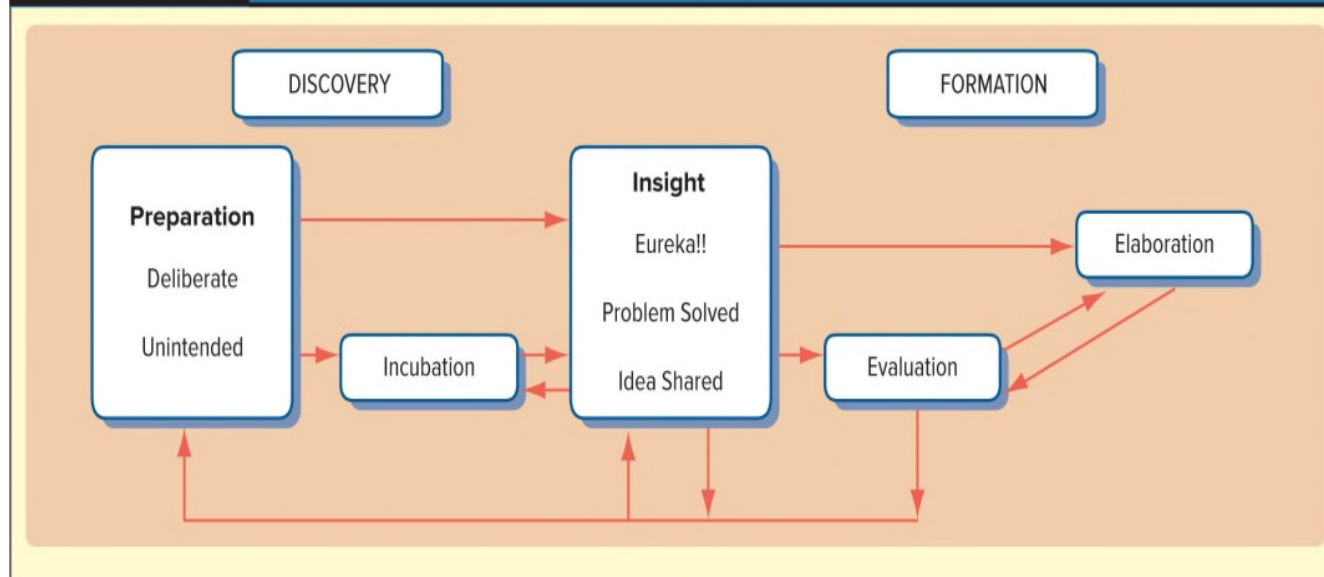 DISCOVERY
FORMATION
Preparation
Deliberate
Unintended
Incubation
Insight
Eureka!!
Problem Solved
Idea Shared
Evaluation
Elaboration